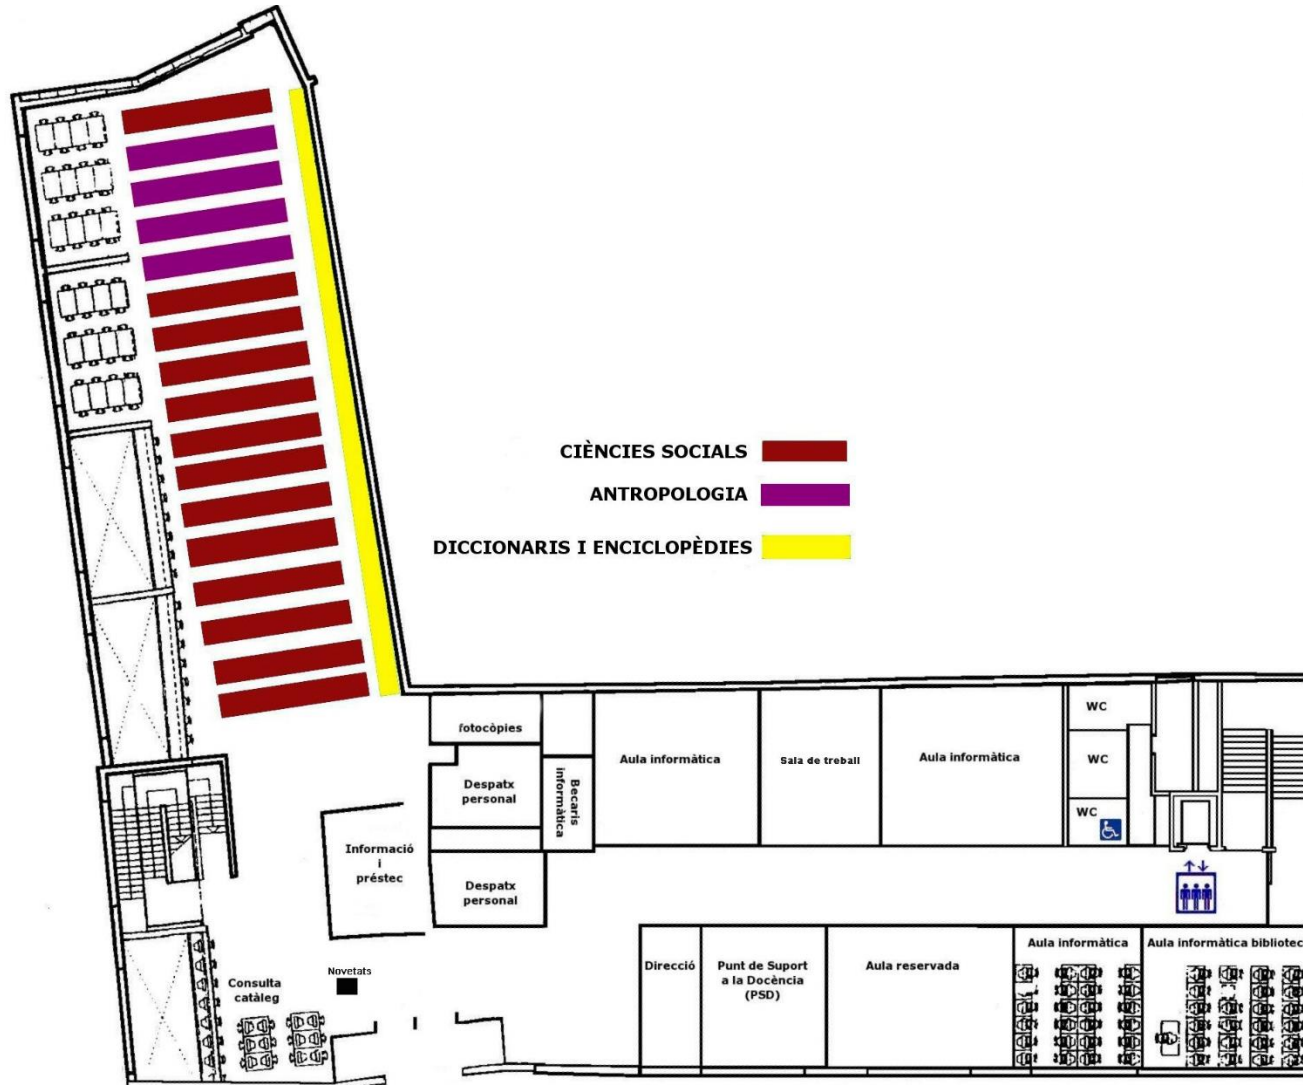 CIÈNCIES SOCIALS
ANTROPOLOGIA
DICCIONARIS I ENCICLOPÈDIES
fotocòpies
Despatx
personal
Becaris
informàtica
Aula informàtica
Sala de treball
Aula informàtica
WC
WC
WC
Informació
i
préstec
Despatx
personal
Novetats
Consulta
catàleg
Direcció
Punt de Suport
a la Docència
(PSD)
Aula reservada
Aula informàtica
Aula informàtica bibliotec